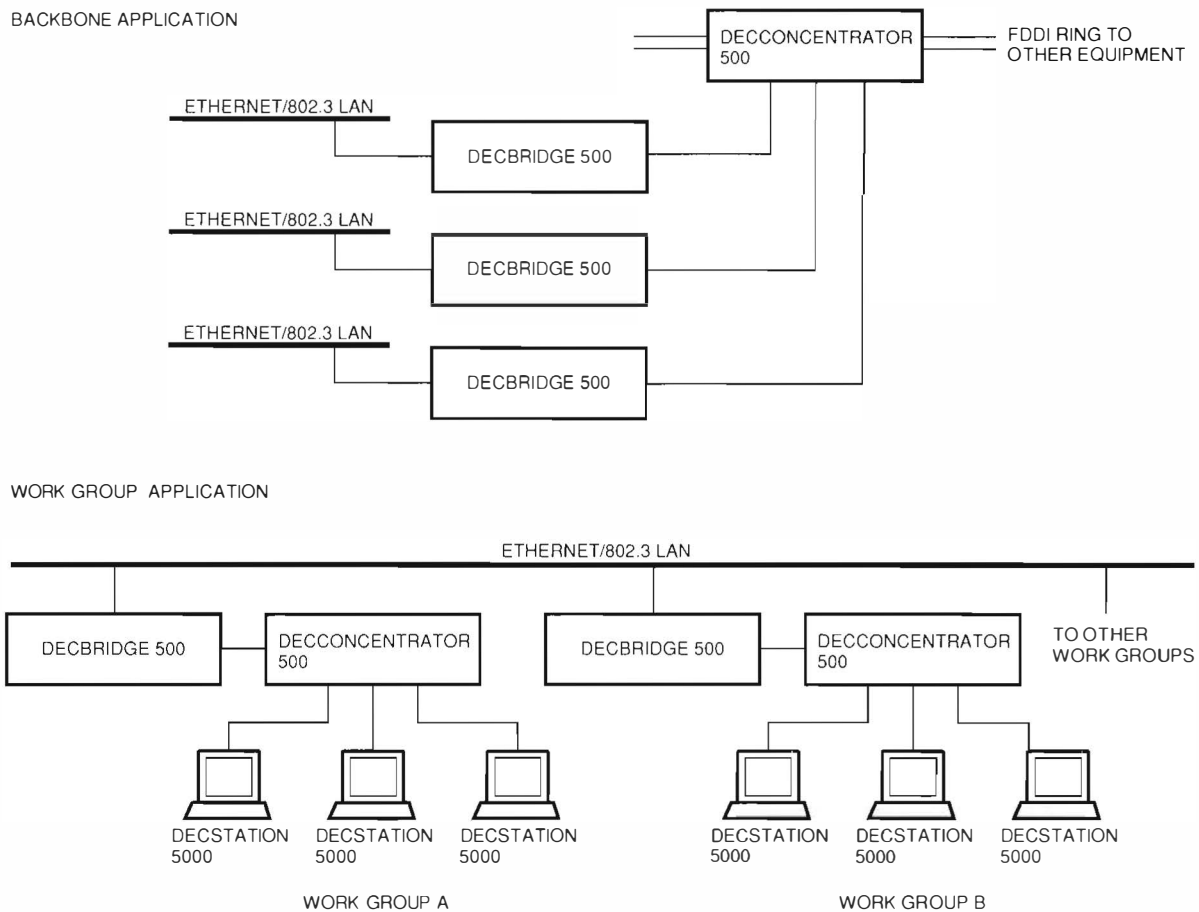 BACKBONE APPLICATION
DECCONCENTRATOR
500
FDDI RING TO
OTHER EQUIPMENT
ETHERNET/802.3 LAN
DECBRIDGE 500
ETHERNET/802.3 LAN
DECBRIDGE 500
ETHERNET/802.3 LAN
DECBRIDGE 500
WORK GROUP APPLICATION
ETHERNET/802.3 LAN
DECBRIDGE 500
DECCONCENTRATOR
500
DECBRIDGE 500
DECCONCENTRATOR
500
TO OTHER
WORK GROUPS
DECSTATION
5000
DECSTATION
5000
DECSTATION
5000
DECSTATION
5000
DECSTATION
5000
DECSTATION
5000
WORK GROUP A
WORK GROUP B